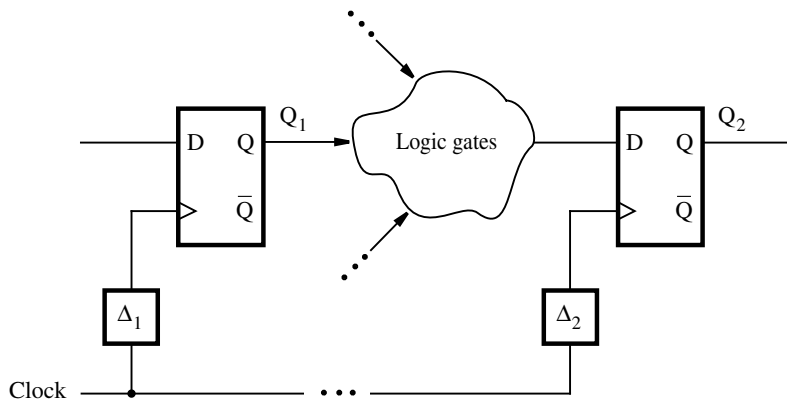 Q1
Q2
D Q
Logic gates
D Q
Q̅
Q̅
Δ1
Δ2
Clock